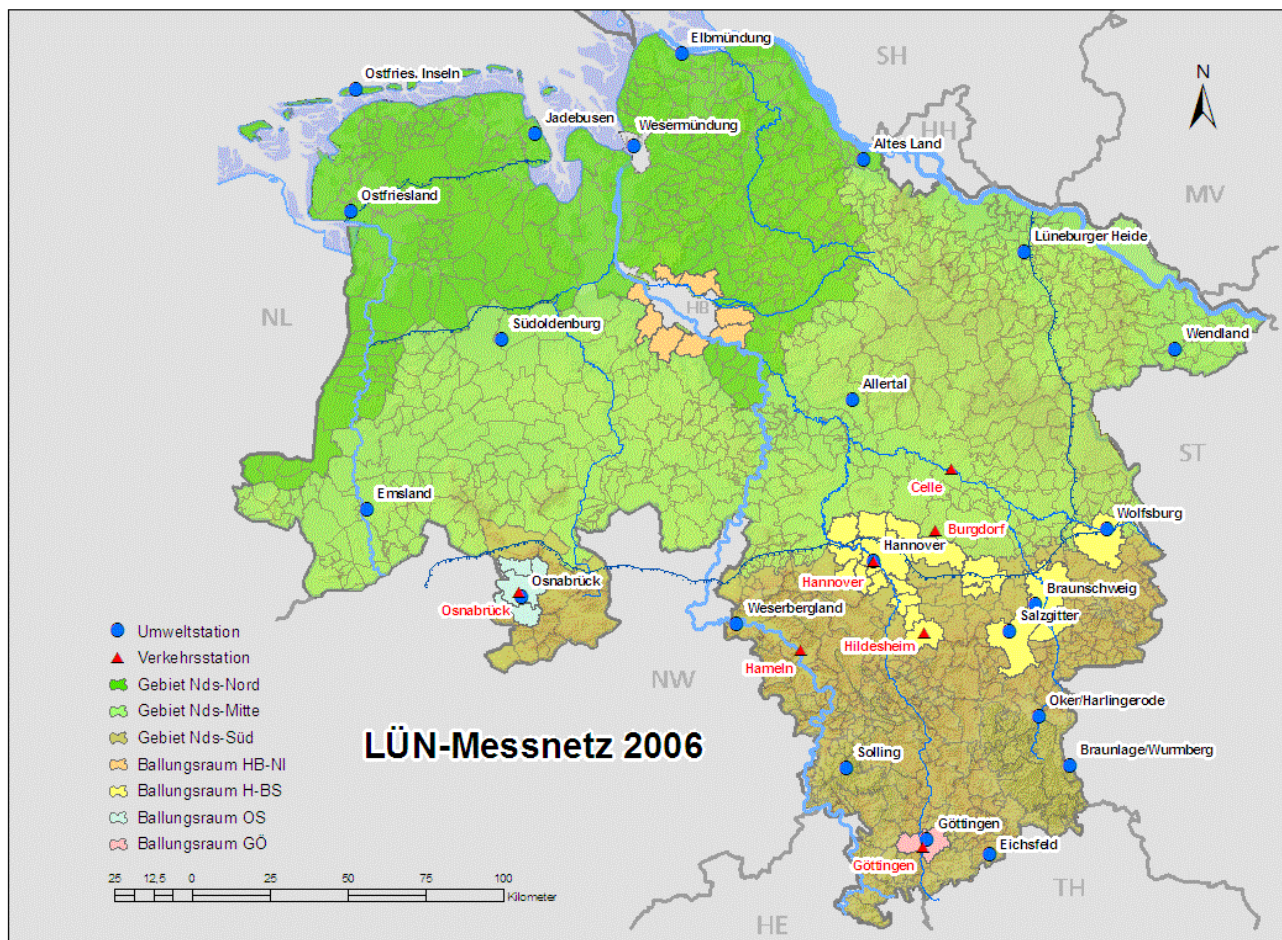 Elbmündung
SH
N
Ostfries. Inseln
Jadebusen
Wesermündung
HH
Altes Land
MV
Ostfriesland
Lüneburger Heide
NL
HB
Südoldenburg
Wendland
Allertal
ST
Celle
Emsland
Wolfsburg
Burgdorf
Hannover
Hannover
Osnabrück
Osnabrück
Braunschweig
Weserbergland
Salzgitter
Hildesheim
Hameln
NW
Oker/Harlingerode
Solling
Braunlage/Wurmberg
Göttingen
Eichsfeld
Göttingen
TH
HE
LÜN-Messnetz 2006
Umweltstation
Verkehrsstation
Gebiet Nds-Nord
Gebiet Nds-Mitte
Gebiet Nds-Süd
Ballungsraum HB-NI
Ballungsraum H-BS
Ballungsraum OS
Ballungsraum GÖ
25 12,5 0 25 50 75 100
Kilometer